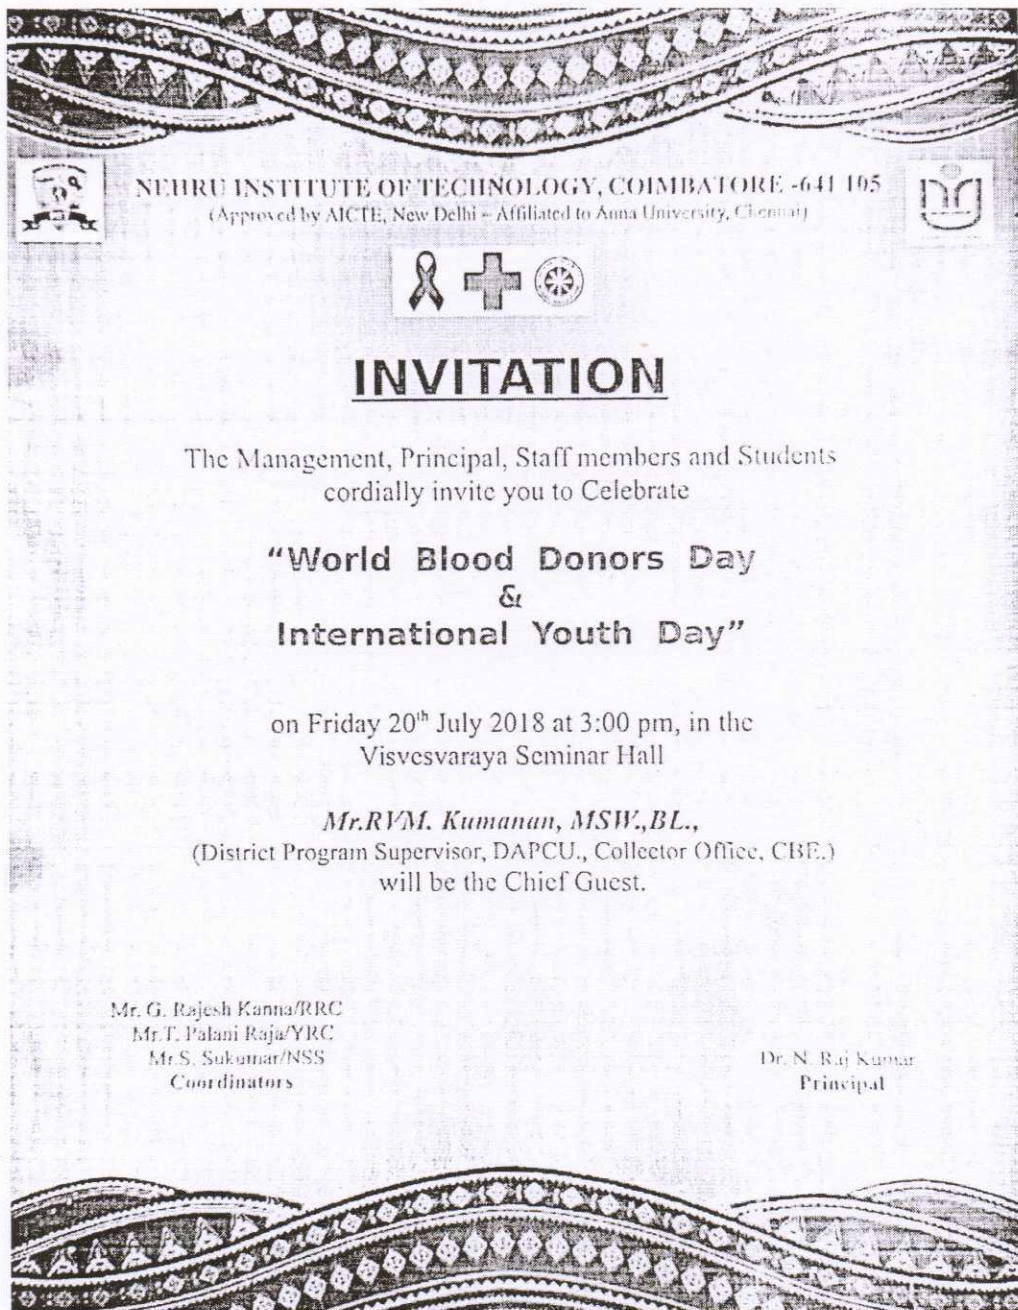 NEHRU INSTITUTE OF TECHNOLOGY, COIMBATORE -641 105
(Approved by AICTE, New Delhi – Affiliated to Anna University, Chennai)
INVITATION
The Management, Principal, Staff members and Students
cordially invite you to Celebrate
“World Blood Donors Day
&
International Youth Day”
on Friday 20th July 2018 at 3:00 pm, in the
Visvesvaraya Seminar Hall
Mr.RVM. Kumanan, MSW.,BL.,
(District Program Supervisor, DAPCU., Collector Office, CBE.)
will be the Chief Guest.
Mr. G. Rajesh Kanna/RRC
Mr.T. Palani Raja/YRC
Mr.S. Sukumar/NSS
Coordinators
Dr. N. Raj Kumar
Principal